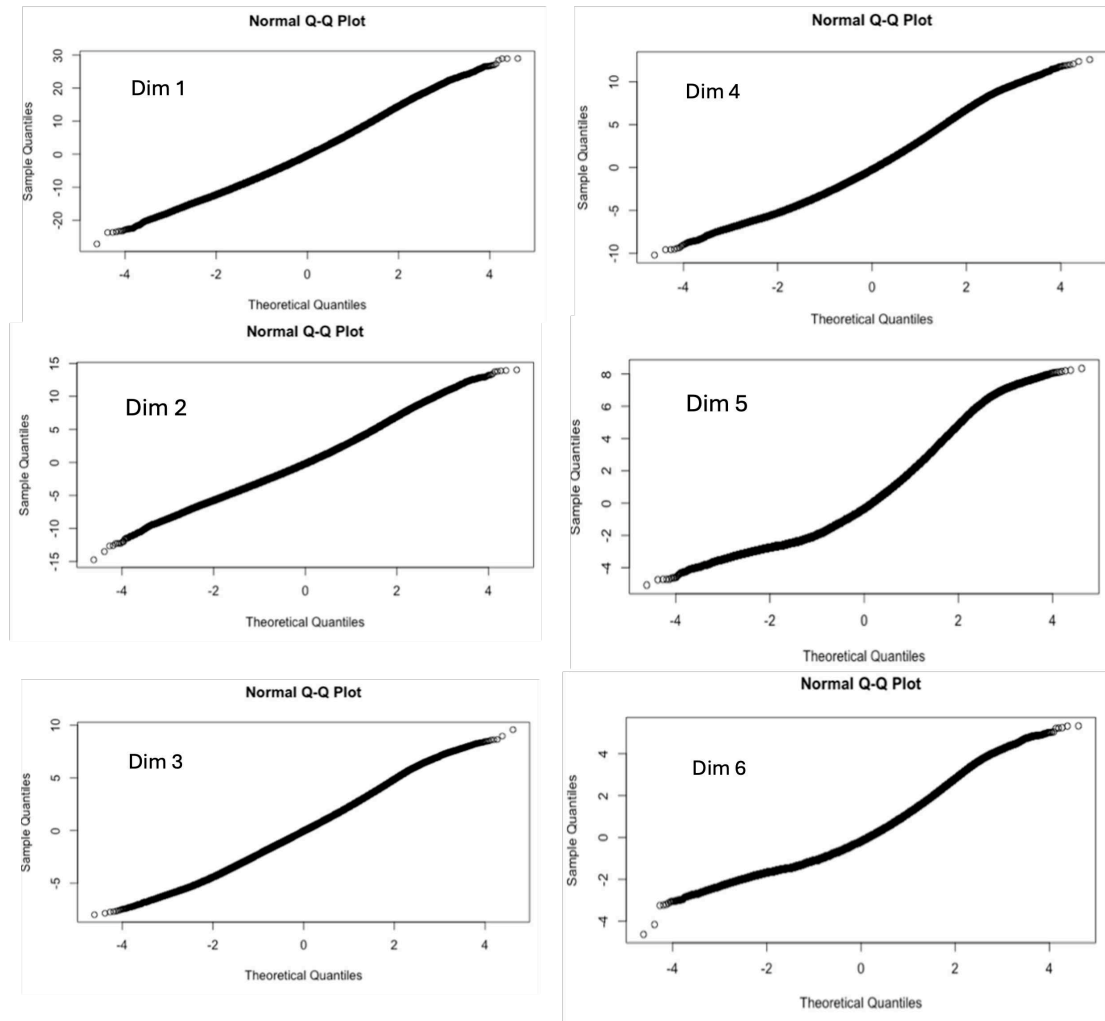 Normal Q-Q Plot
Dim 1
Sample Quantiles
30
20
10
0
-10
-20
-4 -2 0 2 4
Theoretical Quantiles
Normal Q-Q Plot
Dim 2
Sample Quantiles
15
10
5
0
-5
-10
-15
-4 -2 0 2 4
Theoretical Quantiles
Normal Q-Q Plot
Dim 3
Sample Quantiles
10
5
0
-5
-4 -2 0 2 4
Theoretical Quantiles
Normal Q-Q Plot
Dim 4
Sample Quantiles
10
5
0
-5
-10
-4 -2 0 2 4
Theoretical Quantiles
Dim 5
Sample Quantiles
8
6
4
2
0
-2
-4
-4 -2 0 2 4
Theoretical Quantiles
Normal Q-Q Plot
Dim 6
Sample Quantiles
4
2
0
-2
-4
-4 -2 0 2 4
Theoretical Quantiles